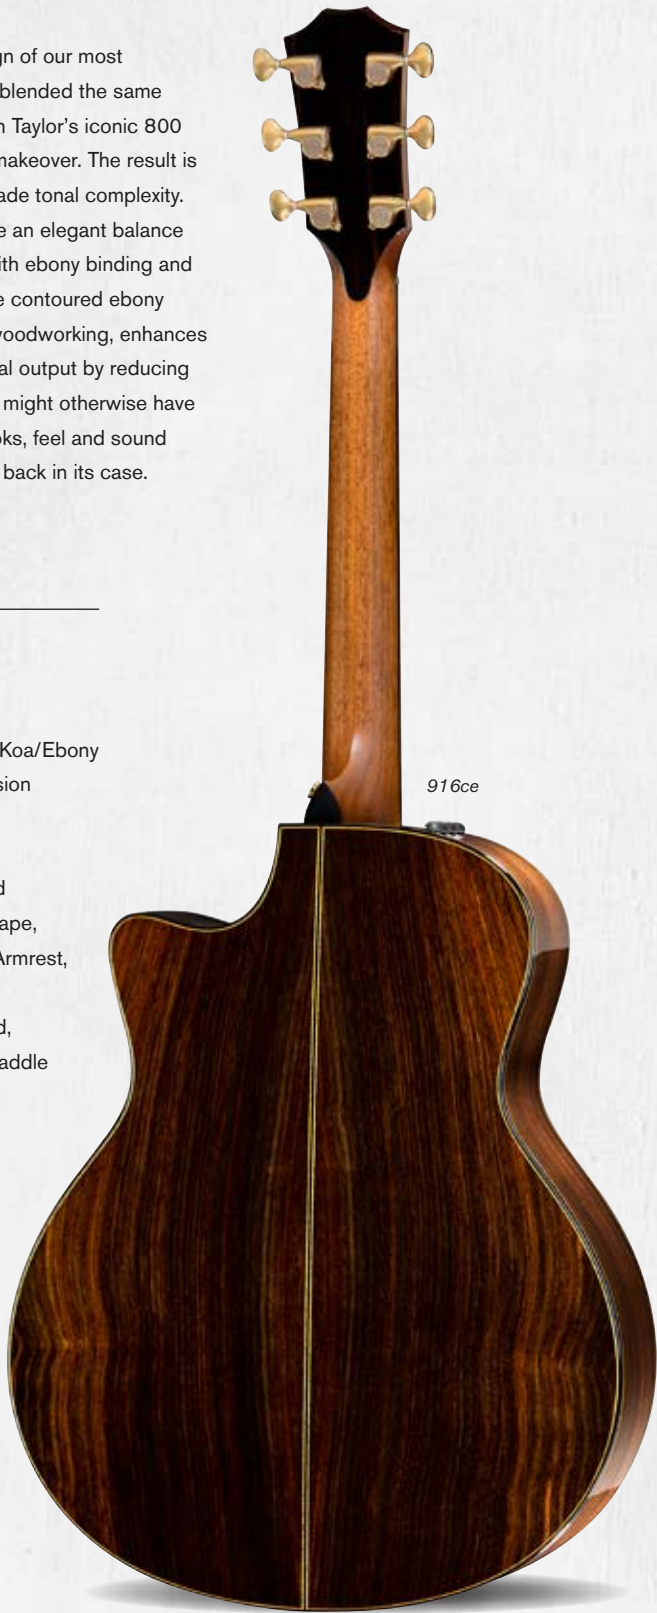 gn of our most
blended the same
n Taylor's iconic 800
makeover. The result is
ade tonal complexity.
e an elegant balance
ith ebony binding and
e contoured ebony
woodworking, enhances
al output by reducing
might otherwise have
oks, feel and sound
back in its case.
Koa/Ebony
sion
916ce
d
ape,
Armrest,
d,
addle